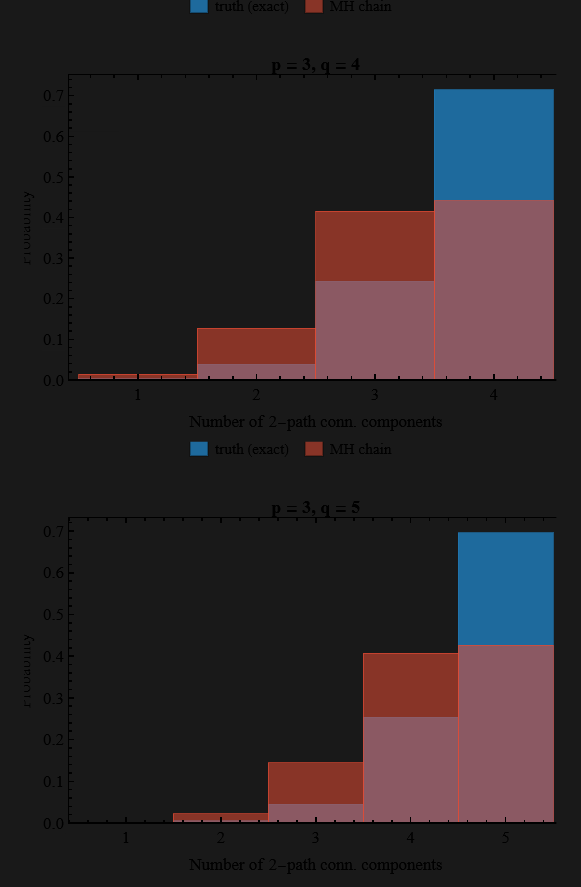 truth (exact) MH chain
p = 3, q = 4
0.7
0.6
0.5
0.4
0.3
0.2
0.1
0.0
Probability
1 2 3 4
Number of 2–path conn. components
truth (exact) MH chain
p = 3, q = 5
0.7
0.6
0.5
0.4
0.3
0.2
0.1
0.0
Probability
1 2 3 4 5
Number of 2–path conn. components